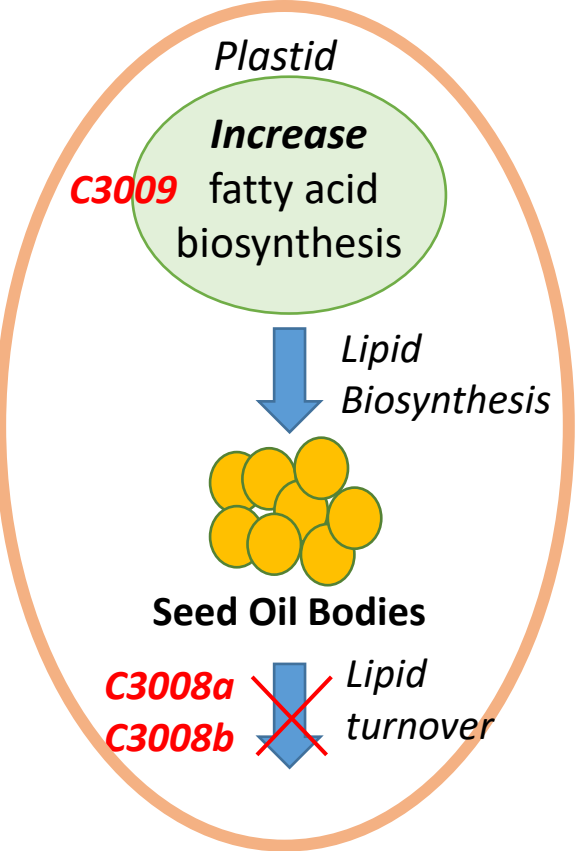 Plastid
Increase
C3009 fatty acid
biosynthesis
Lipid
Biosynthesis
Seed Oil Bodies
C3008a
C3008b
Lipid
turnover